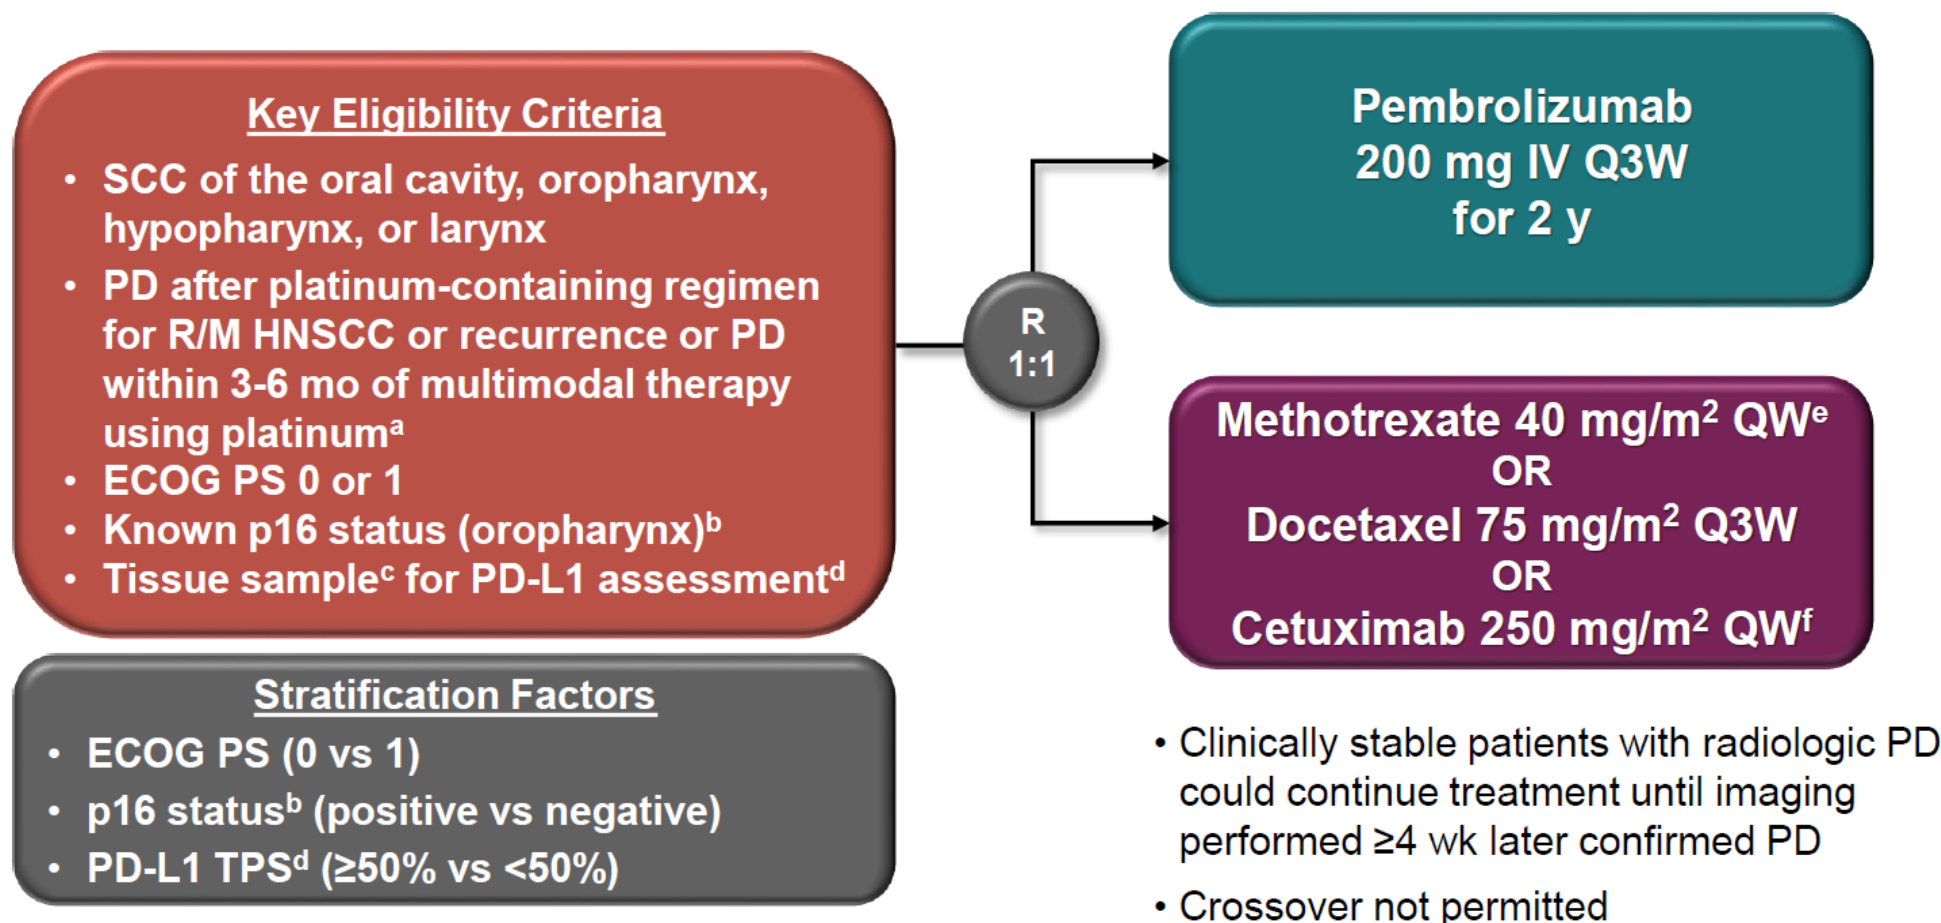 Key Eligibility Criteria
• SCC of the oral cavity, oropharynx,
hypopharynx, or larynx
• PD after platinum-containing regimen
for R/M HNSCC or recurrence or PD
within 3-6 mo of multimodal therapy
using platinumᵃ
• ECOG PS 0 or 1
• Known p16 status (oropharynx)ᵇ
• Tissue sampleᶜ for PD-L1 assessmentᵈ
Stratification Factors
• ECOG PS (0 vs 1)
• p16 statusᵇ (positive vs negative)
• PD-L1 TPSᵈ (≥50% vs <50%)
R
1:1
Pembrolizumab
200 mg IV Q3W
for 2 y
Methotrexate 40 mg/m² QWᵉ
OR
Docetaxel 75 mg/m² Q3W
OR
Cetuximab 250 mg/m² QWᶠ
• Clinically stable patients with radiologic PD
could continue treatment until imaging
performed ≥4 wk later confirmed PD
• Crossover not permitted